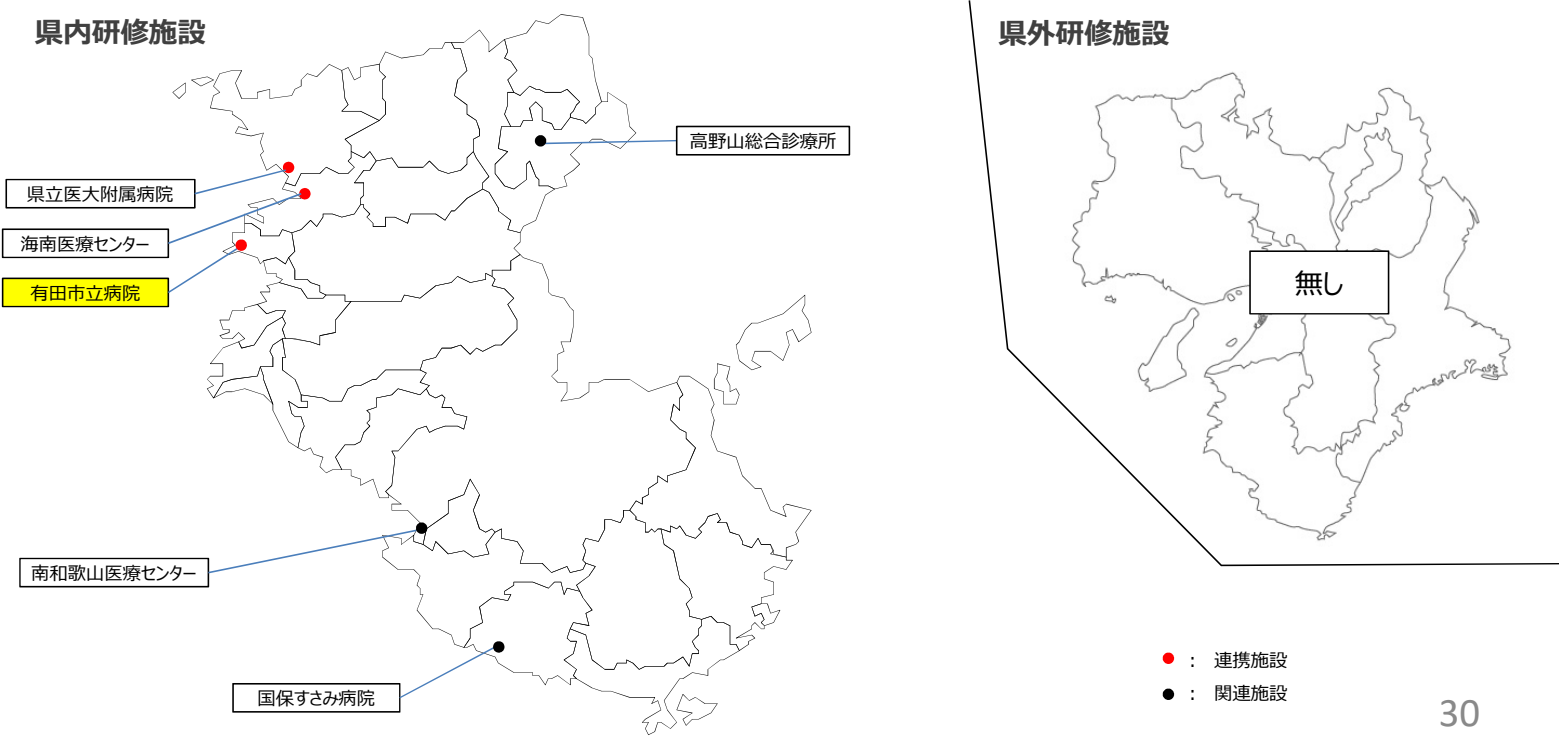 県内研修施設
県立医大附属病院
海南医療センター
有田市立病院
高野山総合診療所
南和歌山医療センター
国保すさみ病院
県外研修施設
無し
● ： 連携施設
● ： 関連施設
30